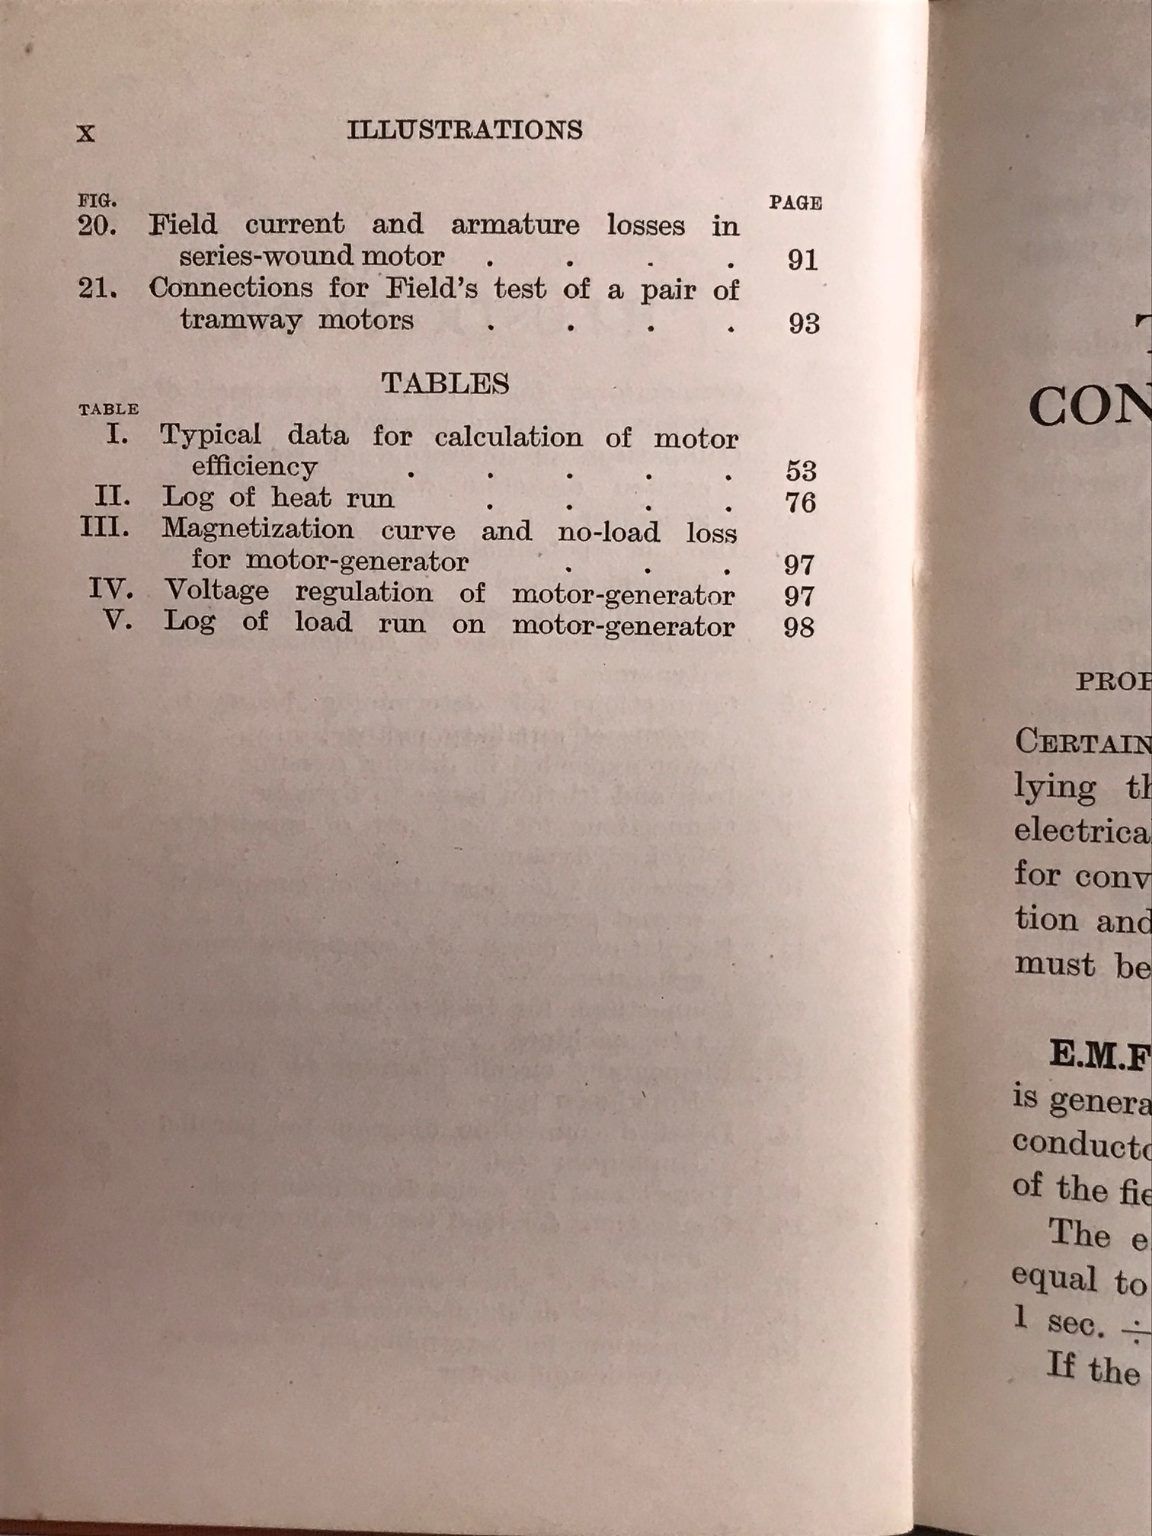 x ILLUSTRATIONS
FIG. PAGE
20. Field current and armature losses in
series-wound motor . . . . 91
21. Connections for Field's test of a pair of
tramway motors . . . . 93
TABLES
TABLE
I. Typical data for calculation of motor
efficiency . . . . . 53
II. Log of heat run . . . . 76
III. Magnetization curve and no-load loss
for motor-generator . . . 97
IV. Voltage regulation of motor-generator 97
V. Log of load run on motor-generator 98
CON
PROP
CERTAIN
lying th
electrical
for conv
tion and
must be
E.M.F
is genera
conducto
of the fie
The e
equal to
1 sec. ÷
If the